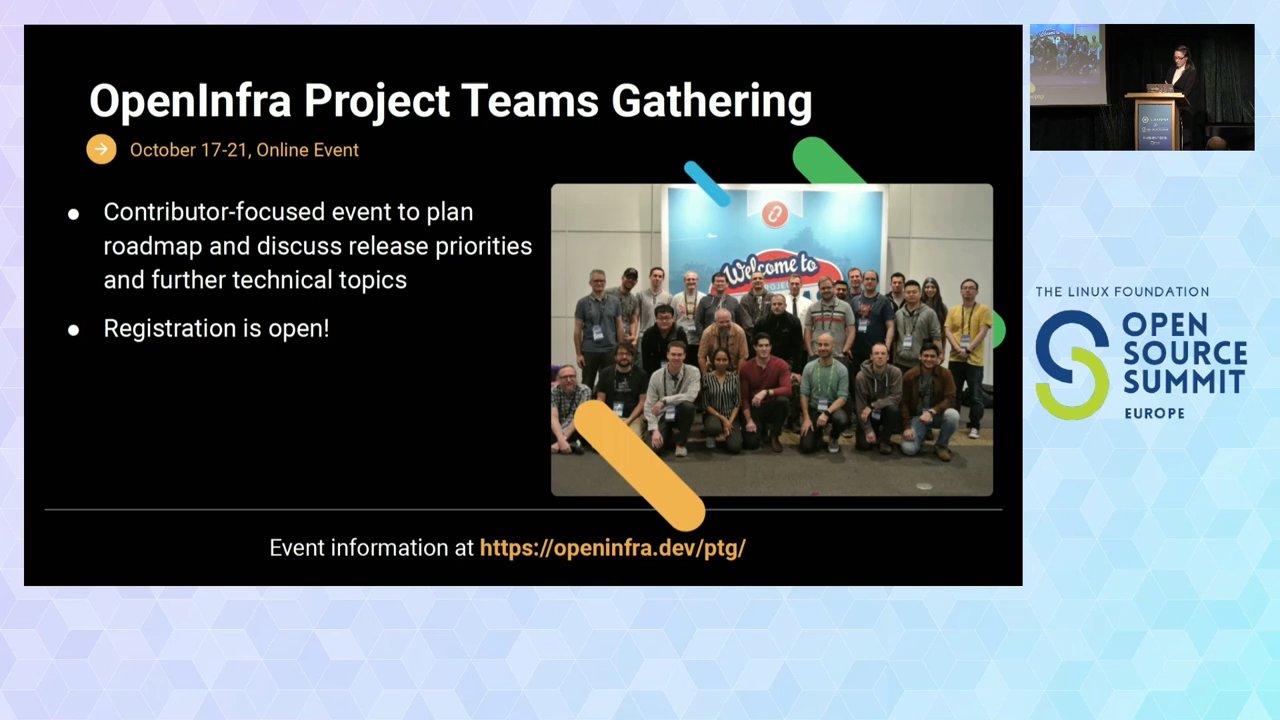 OpenInfra Project Teams Gathering
October 17-21, Online Event
Contributor-focused event to plan
roadmap and discuss release priorities
and further technical topics
Registration is open!
Welcome to
Event information at https://openinfra.dev/ptg/
THE LINUX FOUNDATION
OPEN
SOURCE
SUMMIT
EUROPE